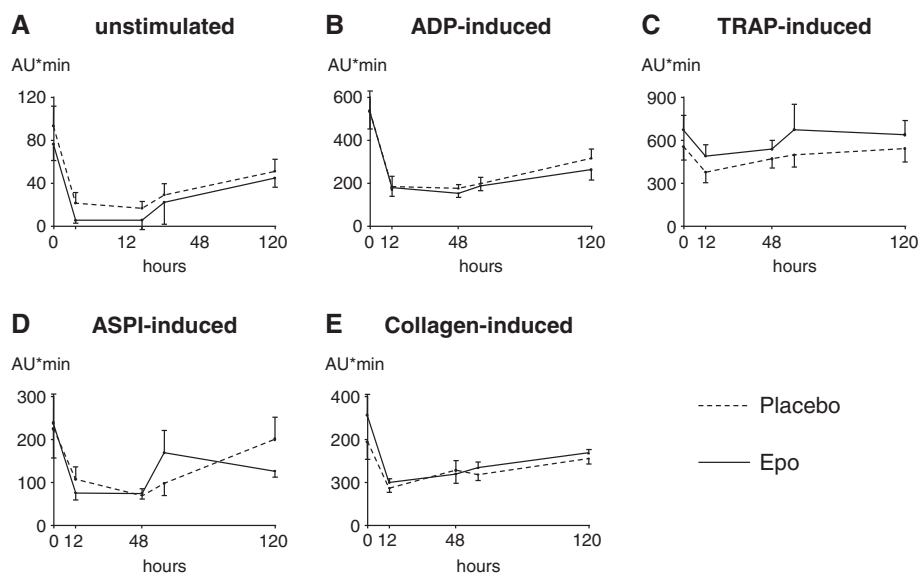 A unstimulated
AU*min
120
80
40
0
0 12 48 120
hours
B ADP-induced
AU*min
600
400
200
0
0 12 48 120
hours
C TRAP-induced
AU*min
900
600
300
0
0 12 48 120
hours
D ASPI-induced
AU*min
300
200
100
0
0 12 48 120
hours
E Collagen-induced
AU*min
400
200
300
0
0 12 48 120
hours
Placebo
Epo